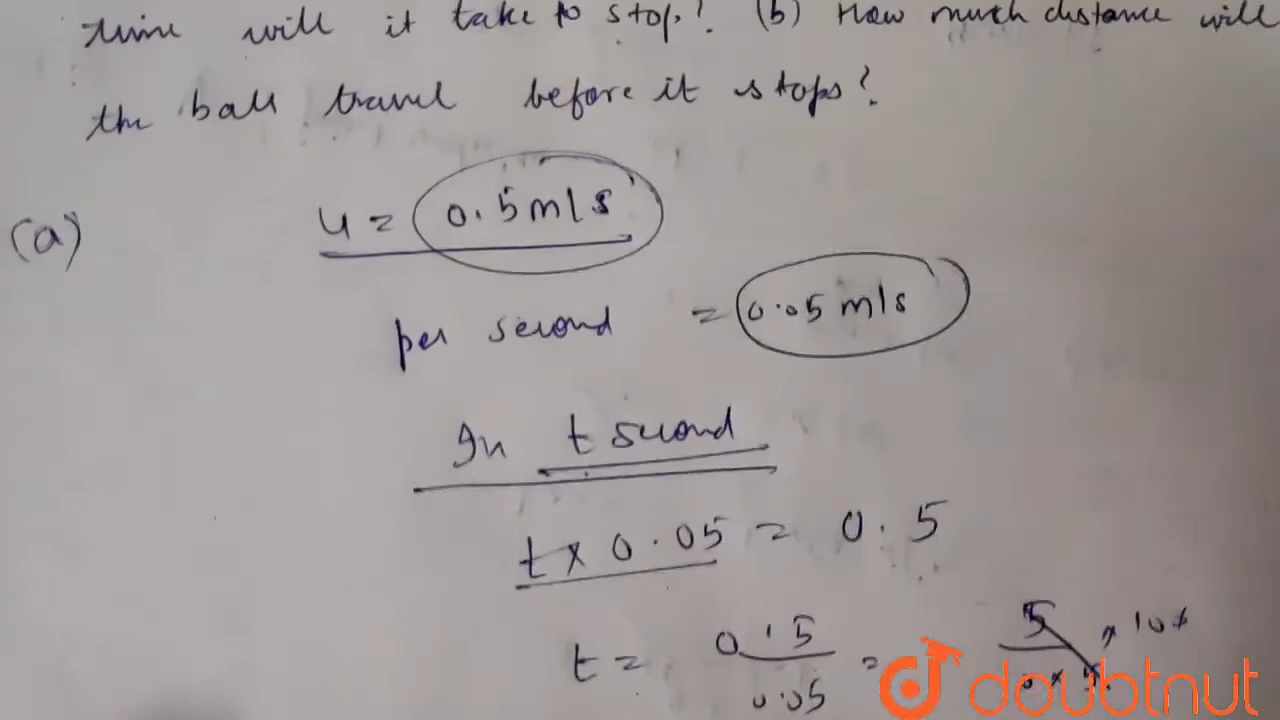 time will it take to stop? (b) How much distance will
the ball travel before it stops?
(a) u = 0.5 m/s
per second = 0.05 m/s
In t second
t × 0.05 = 0.5
t = 0.5/0.05 = 5
doubtnut